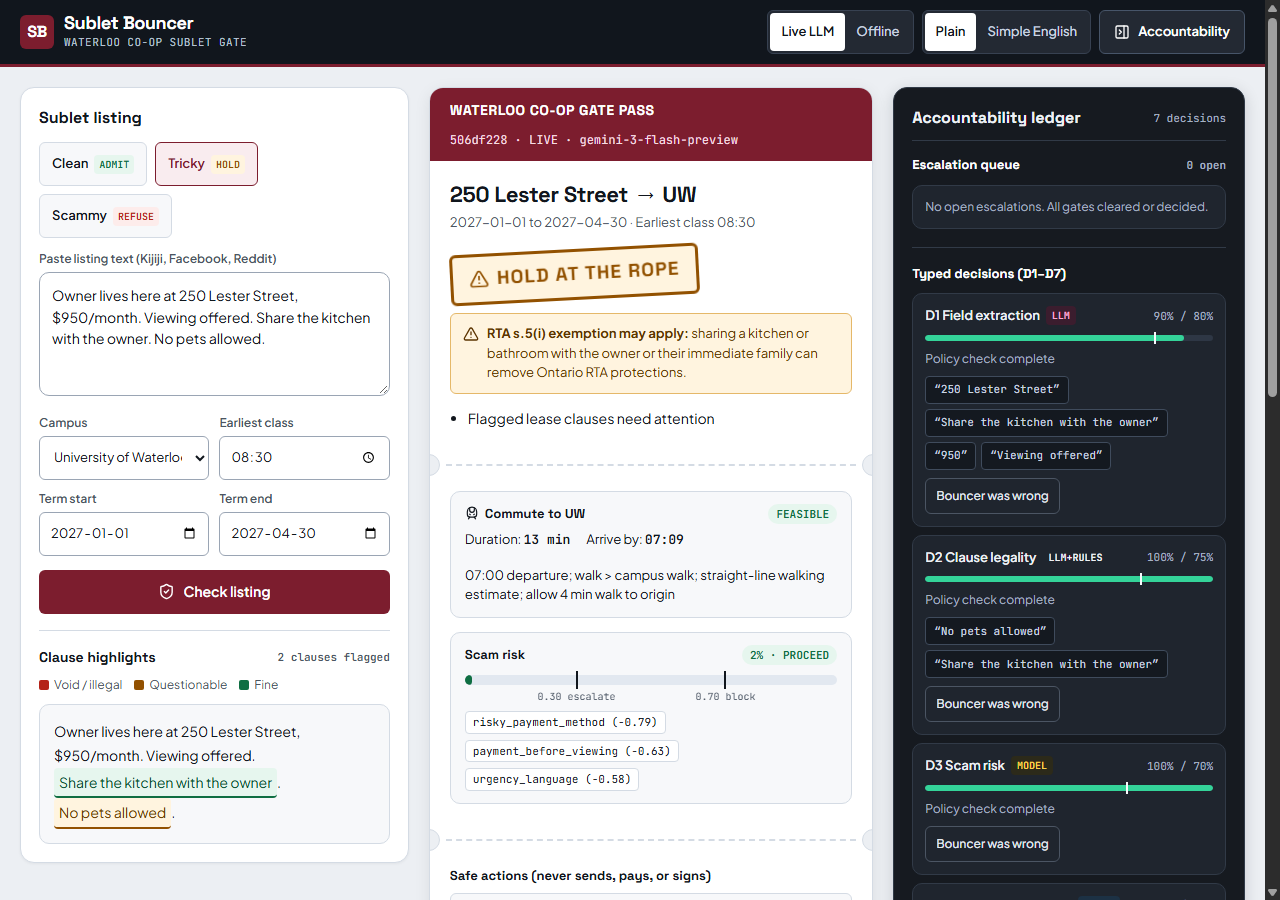 SB
Sublet Bouncer
WATERLOO CO-OP SUBLET GATE
Live LLM Offline
Plain Simple English
Accountability
Sublet listing
Clean ADMIT
Tricky HOLD
Scammy REFUSE
Paste listing text (Kijiji, Facebook, Reddit)
Owner lives here at 250 Lester Street,
$950/month. Viewing offered. Share the kitchen
with the owner. No pets allowed.
Campus
Earliest class
University of Waterloo
08:30
Term start
Term end
2027-01-01
2027-04-30
Check listing
Clause highlights
2 clauses flagged
Void / illegal
Questionable
Fine
Owner lives here at 250 Lester Street,
$950/month. Viewing offered.
Share the kitchen with the owner .
No pets allowed .
WATERLOO CO-OP GATE PASS
506df228 · LIVE · gemini-3-flash-preview
250 Lester Street → UW
2027-01-01 to 2027-04-30 · Earliest class 08:30
HOLD AT THE ROPE
RTA s.5(i) exemption may apply: sharing a kitchen or
bathroom with the owner or their immediate family can
remove Ontario RTA protections.
• Flagged lease clauses need attention
Commute to UW
FEASIBLE
Duration: 13 min Arrive by: 07:09
07:00 departure; walk > campus walk; straight-line walking
estimate; allow 4 min walk to origin
Scam risk
2% · PROCEED
0.30 escalate
0.70 block
risky_payment_method (-0.79)
payment_before_viewing (-0.63)
urgency_language (-0.58)
Safe actions (never sends, pays, or signs)
Accountability ledger
7 decisions
Escalation queue
0 open
No open escalations. All gates cleared or decided.
Typed decisions (D1–D7)
D1 Field extraction LLM
90% / 80%
Policy check complete
“250 Lester Street”
“Share the kitchen with the owner”
“950”
“Viewing offered”
Bouncer was wrong
D2 Clause legality LLM+RULES
100% / 75%
Policy check complete
“No pets allowed”
“Share the kitchen with the owner”
Bouncer was wrong
D3 Scam risk MODEL
100% / 70%
Policy check complete
Bouncer was wrong